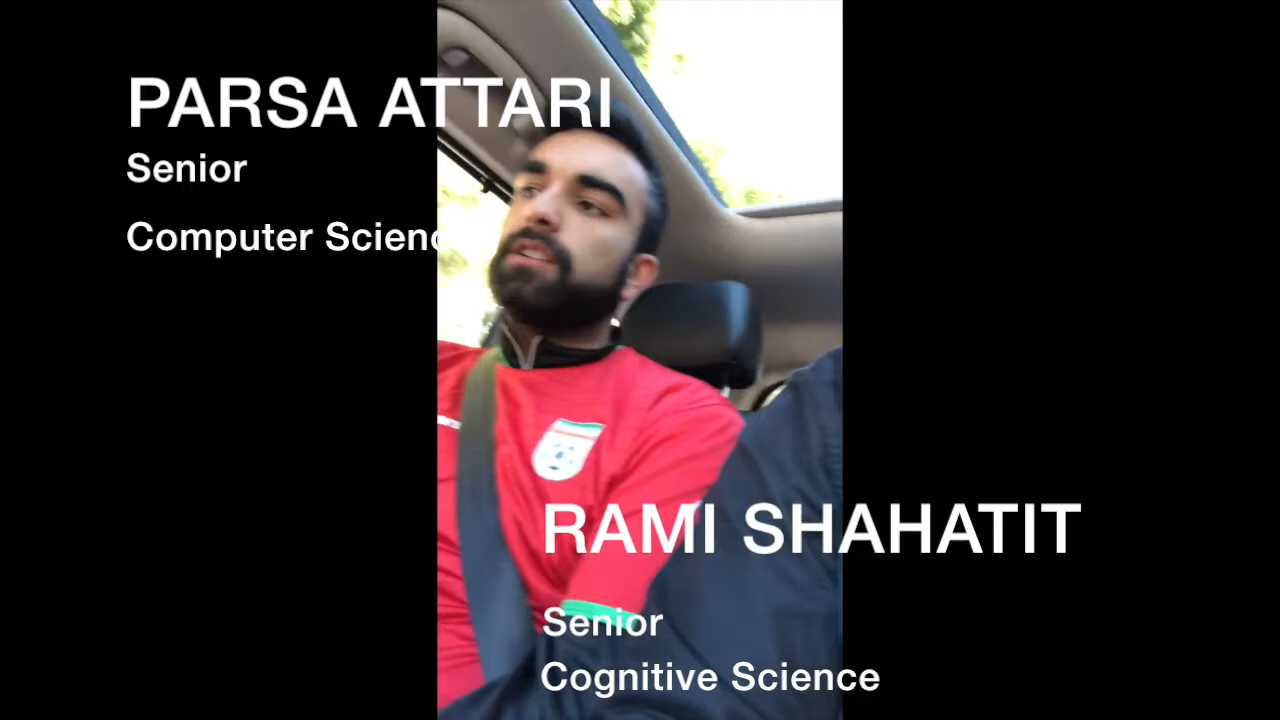 PARSA ATTARI
Senior
Computer Scienc
RAMI SHAHATIT
Senior
Cognitive Science